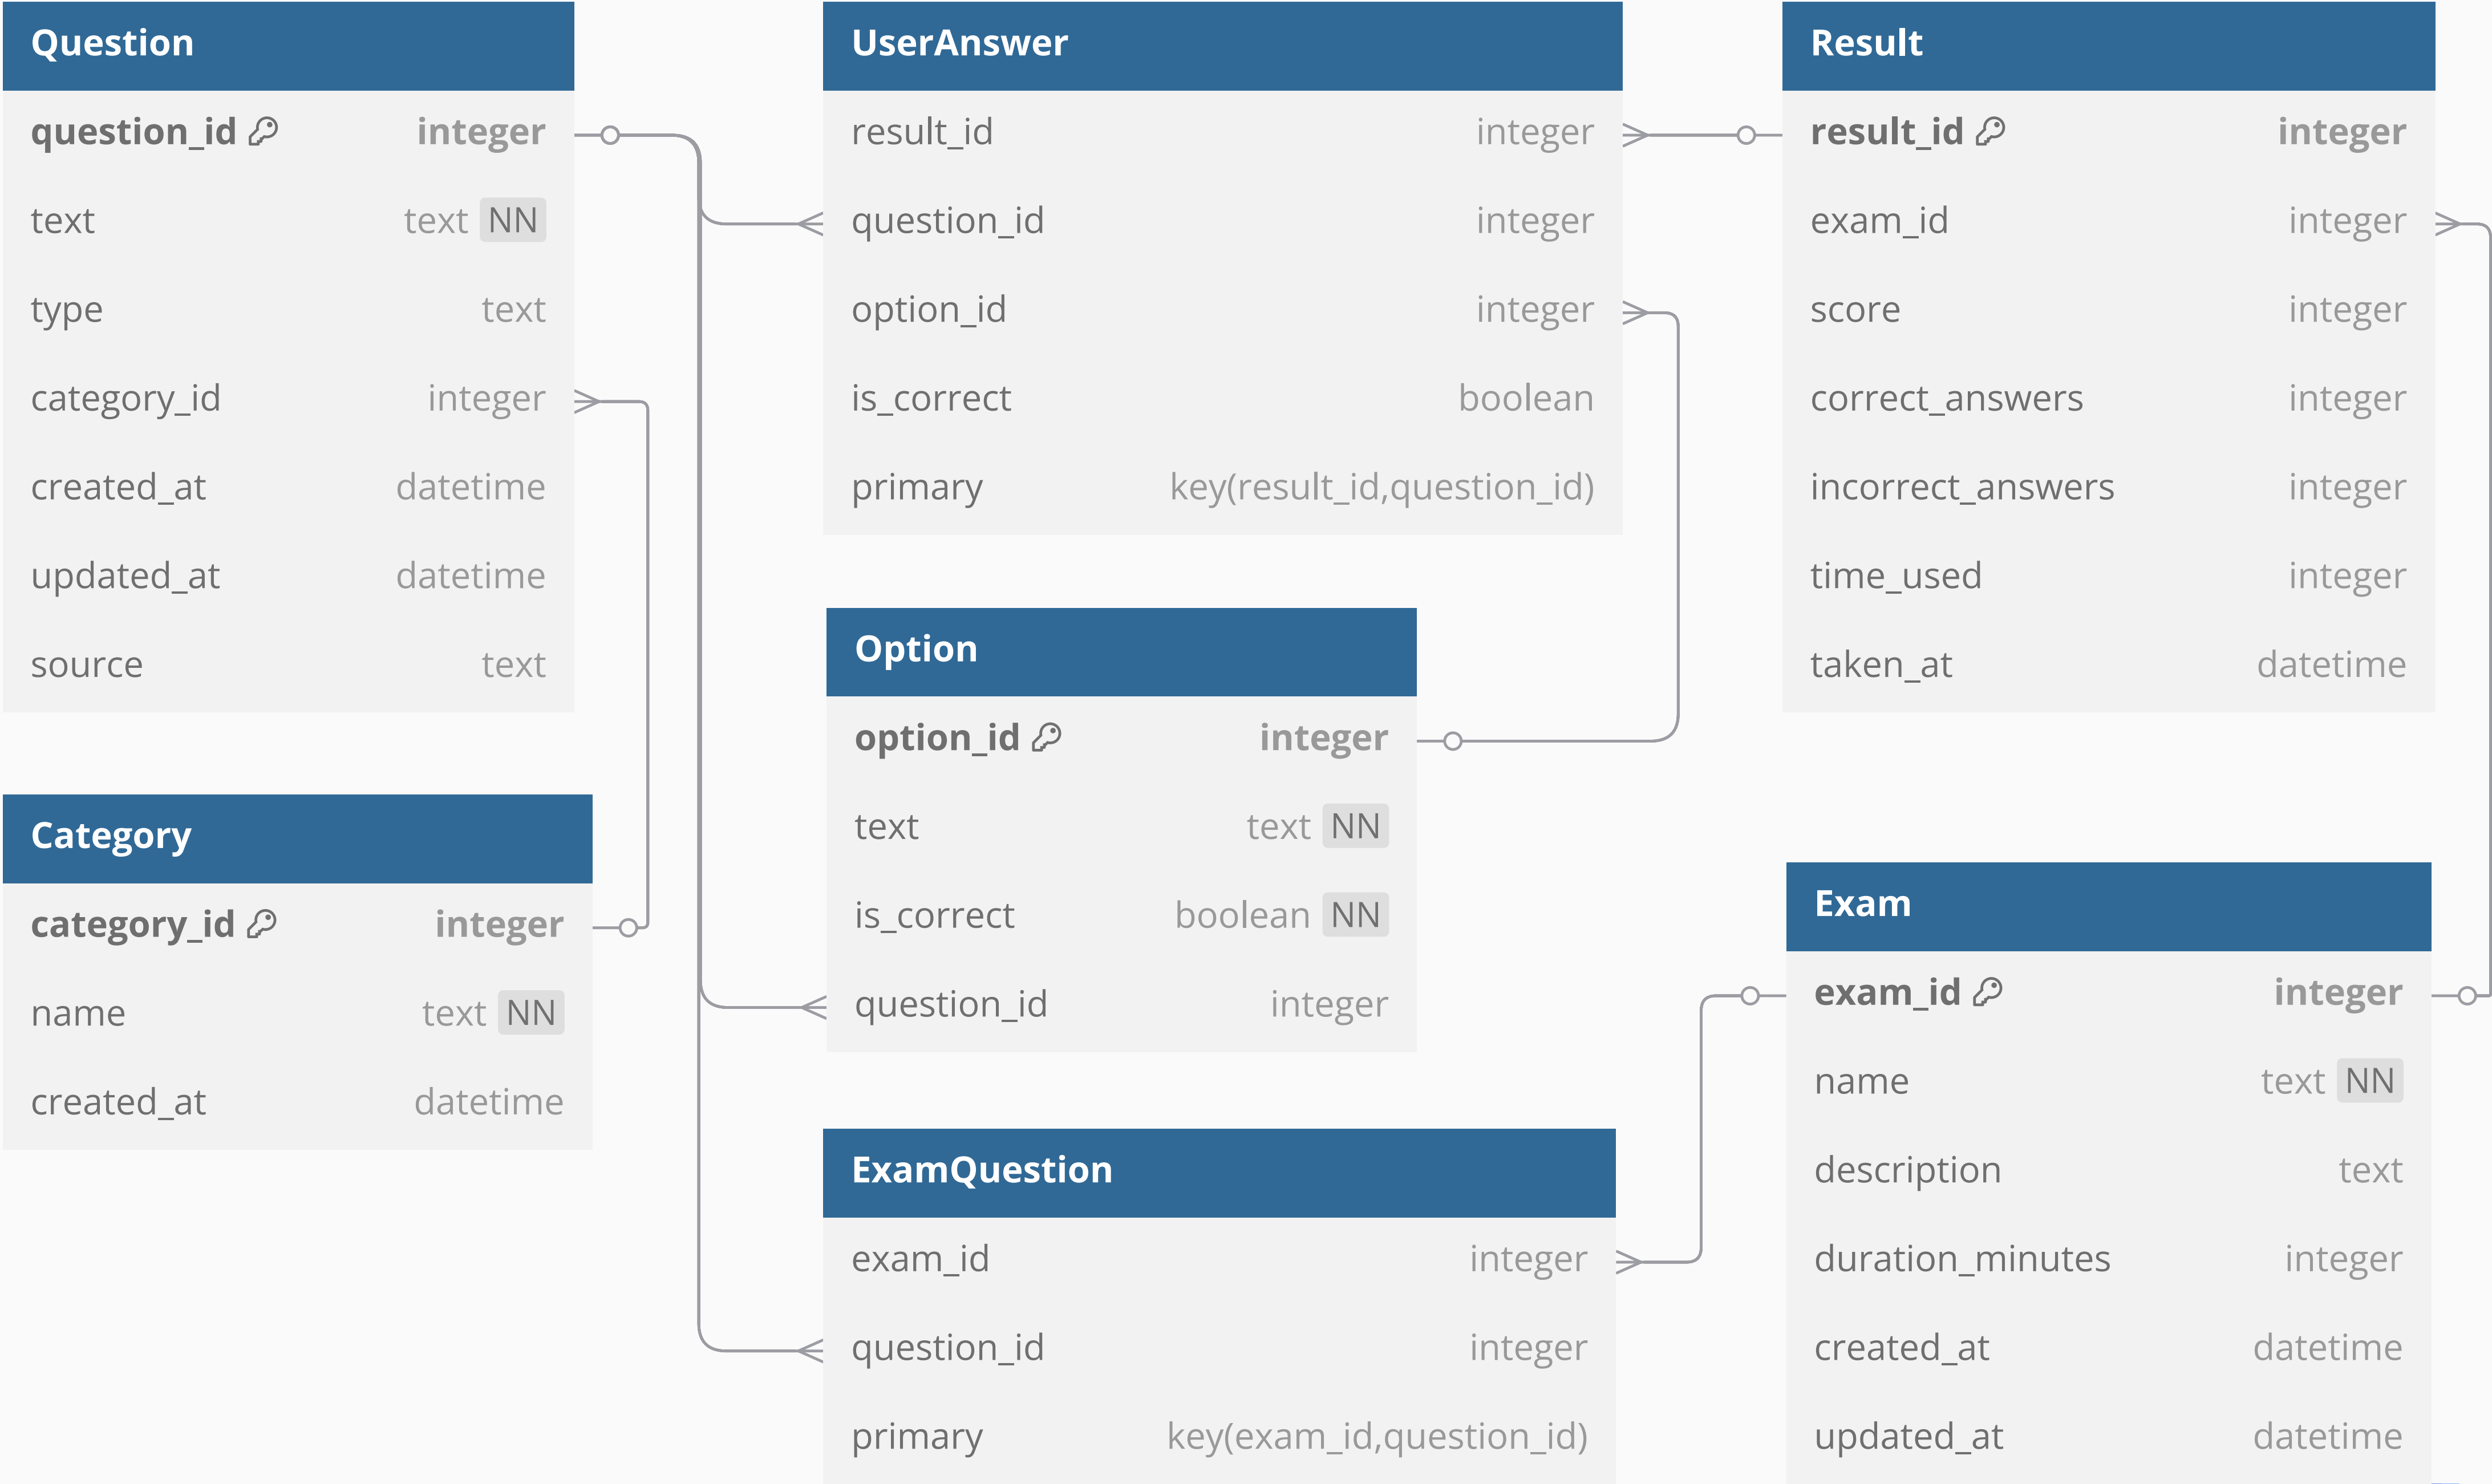 Question
question_id integer
text text NN
type text
category_id integer
created_at datetime
updated_at datetime
source text
Category
category_id integer
name text NN
created_at datetime
UserAnswer
result_id integer
question_id integer
option_id integer
is_correct boolean
primary key(result_id,question_id)
Option
option_id integer
text text NN
is_correct boolean NN
question_id integer
ExamQuestion
exam_id integer
question_id integer
primary key(exam_id,question_id)
Result
result_id integer
exam_id integer
score integer
correct_answers integer
incorrect_answers integer
time_used integer
taken_at datetime
Exam
exam_id integer
name text NN
description text
duration_minutes integer
created_at datetime
updated_at datetime